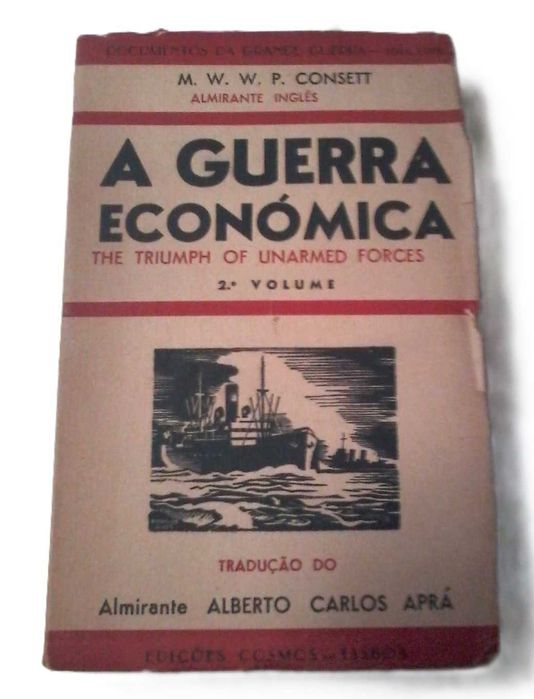 DOCUMENTOS DA GRANDE GUERRA —
M. W. W. P. CONSETT
ALMIRANTE INGLÊS
A GUERRA
ECONÓMICA
THE TRIUMPH OF UNARMED FORCES
2.º VOLUME
TRADUÇÃO DO
Almirante ALBERTO CARLOS APRÁ
EDIÇÕES COSMOS — LISBOA